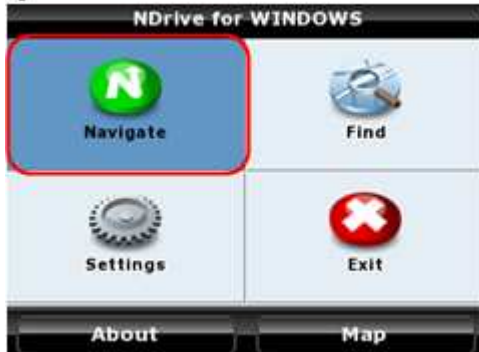 NDrive for WINDOWS
N
Navigate
Find
Settings
Exit
About
Map